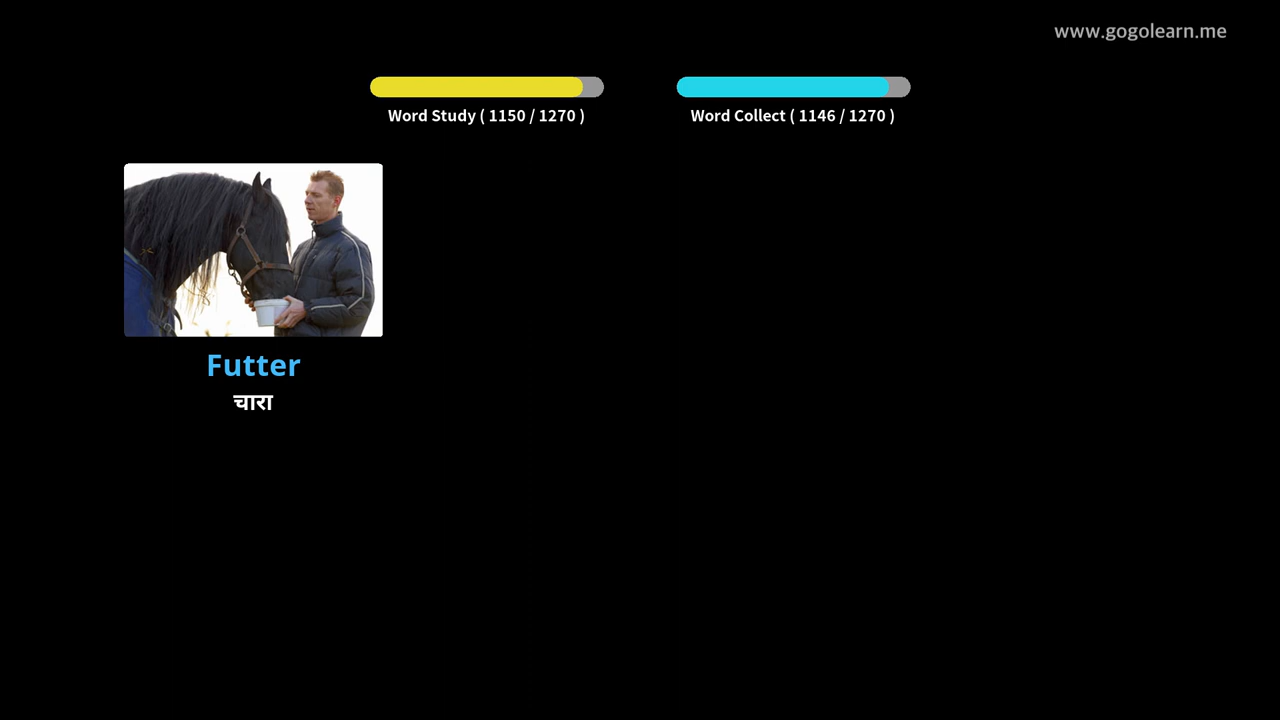 www.gogolearn.me
Word Study ( 1150 / 1270 )
Word Collect ( 1146 / 1270 )
Futter
चारा